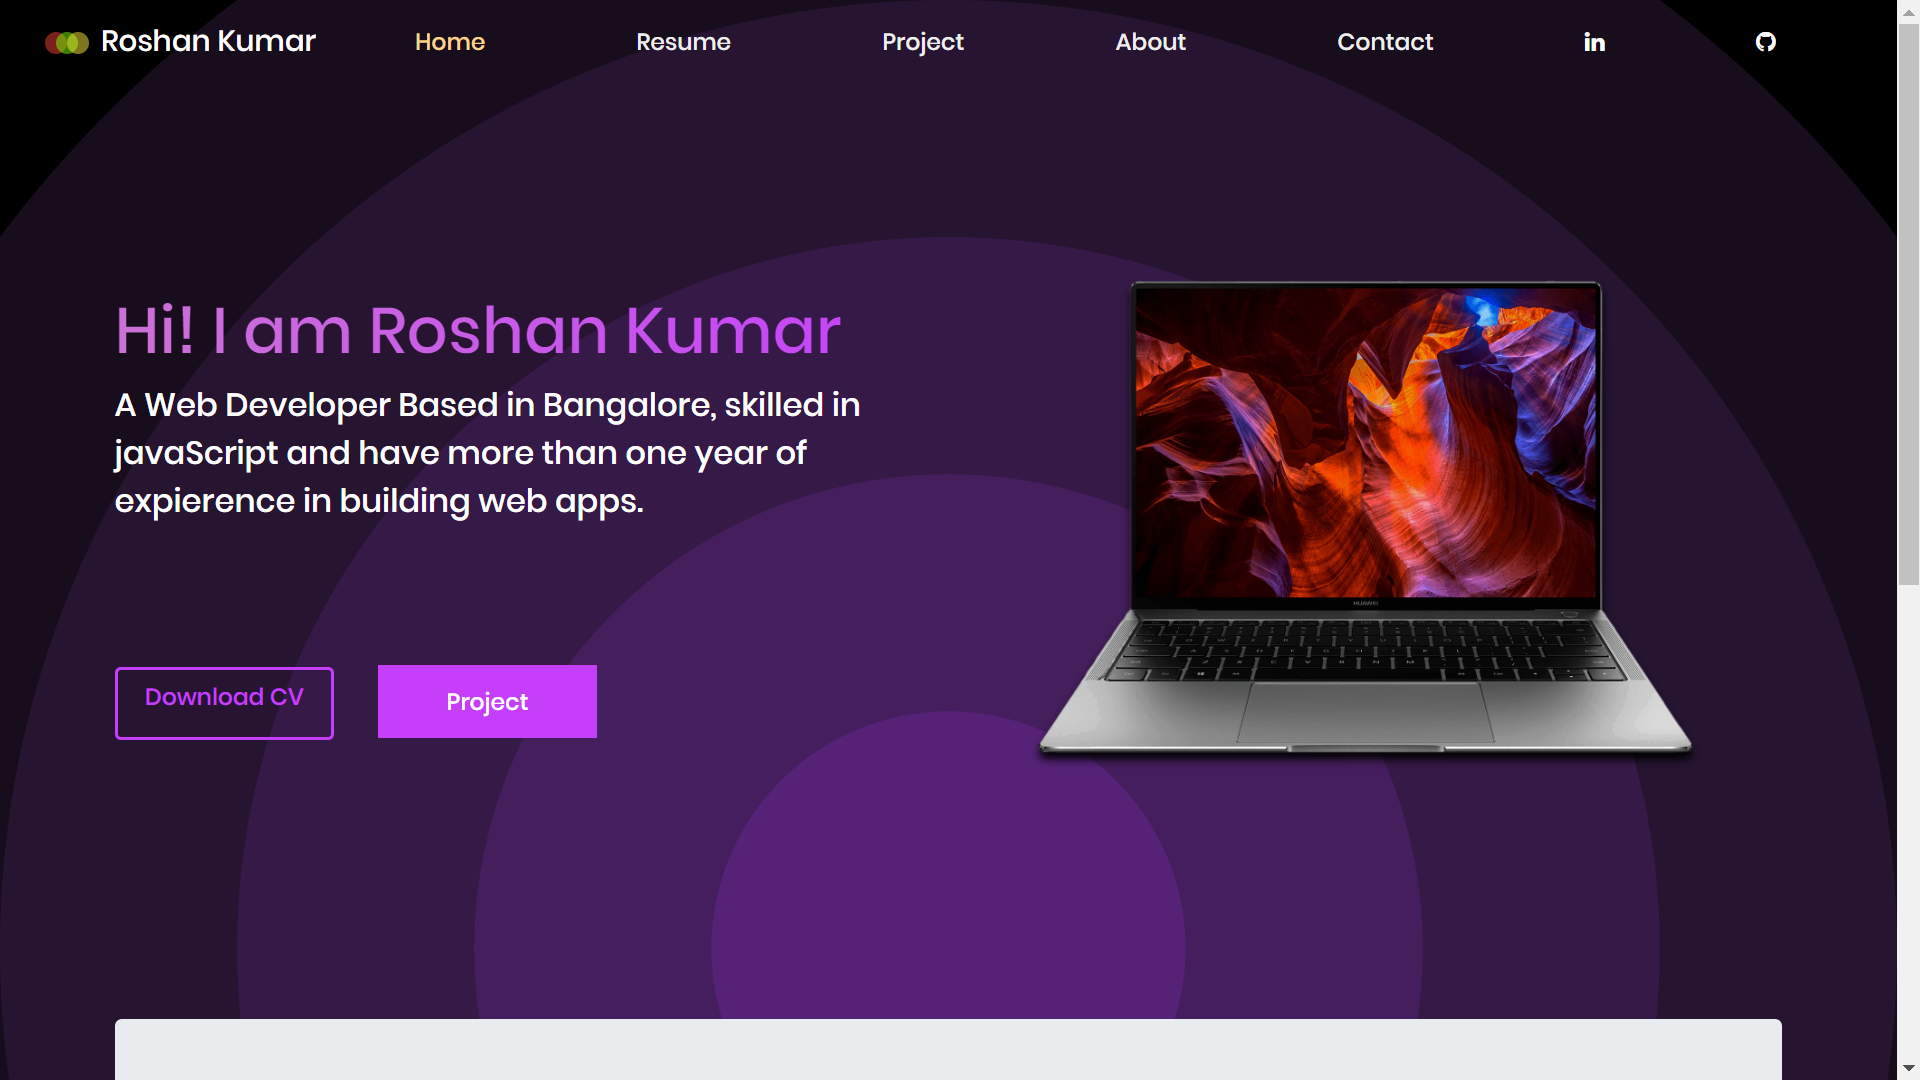 Roshan Kumar
Home
Resume
Project
About
Contact
in
Hi! I am Roshan Kumar
A Web Developer Based in Bangalore, skilled in
javaScript and have more than one year of
expierence in building web apps.
HUAWEI
Download CV
Project